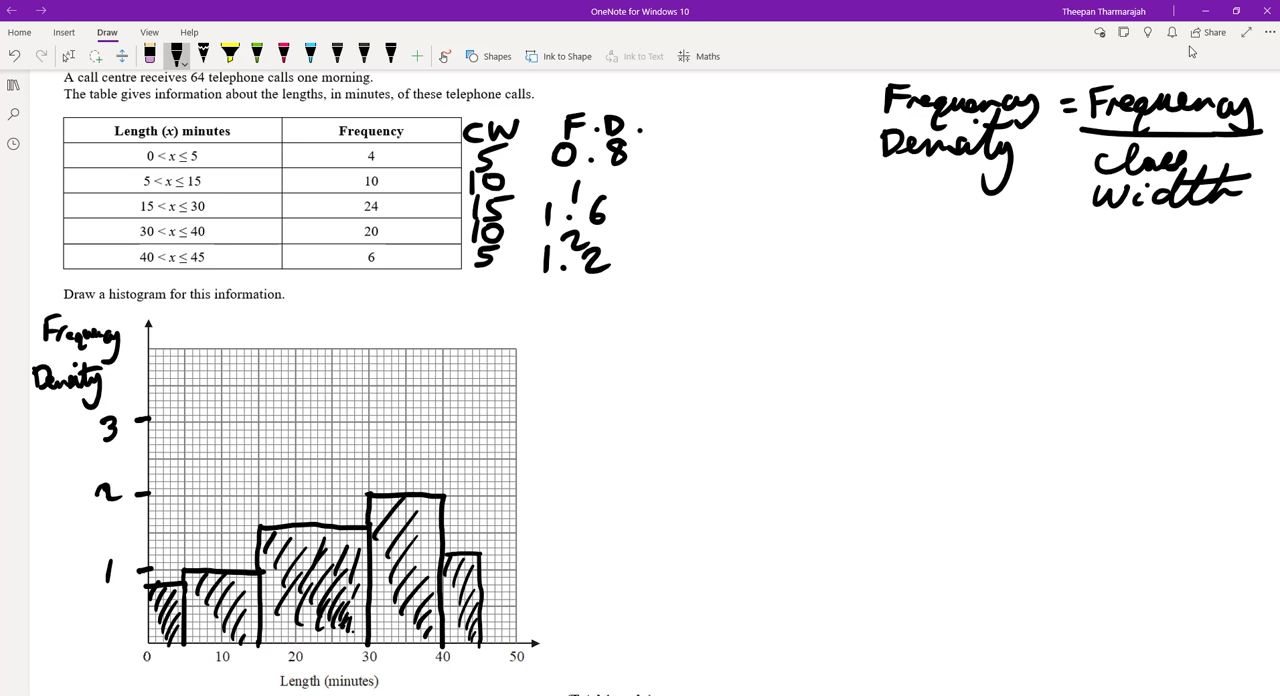 OneNote for Windows 10
Theepan Tharmarajah
Home Insert Draw View Help
Share
Shapes
Ink to Shape
Ink to Text
Maths
A call centre receives 64 telephone calls one morning.
The table gives information about the lengths, in minutes, of these telephone calls.
Length (x) minutes Frequency CW F.D.
0 < x ≤ 5 4 5 0.8
5 < x ≤ 15 10 10 1
15 < x ≤ 30 24 15 1.6
30 < x ≤ 40 20 10 2
40 < x ≤ 45 6 5 1.2
Frequency = Frequency
Density Class
Width
Draw a histogram for this information.
Frequency
Density
3
2
1
0 10 20 30 40 50
Length (minutes)